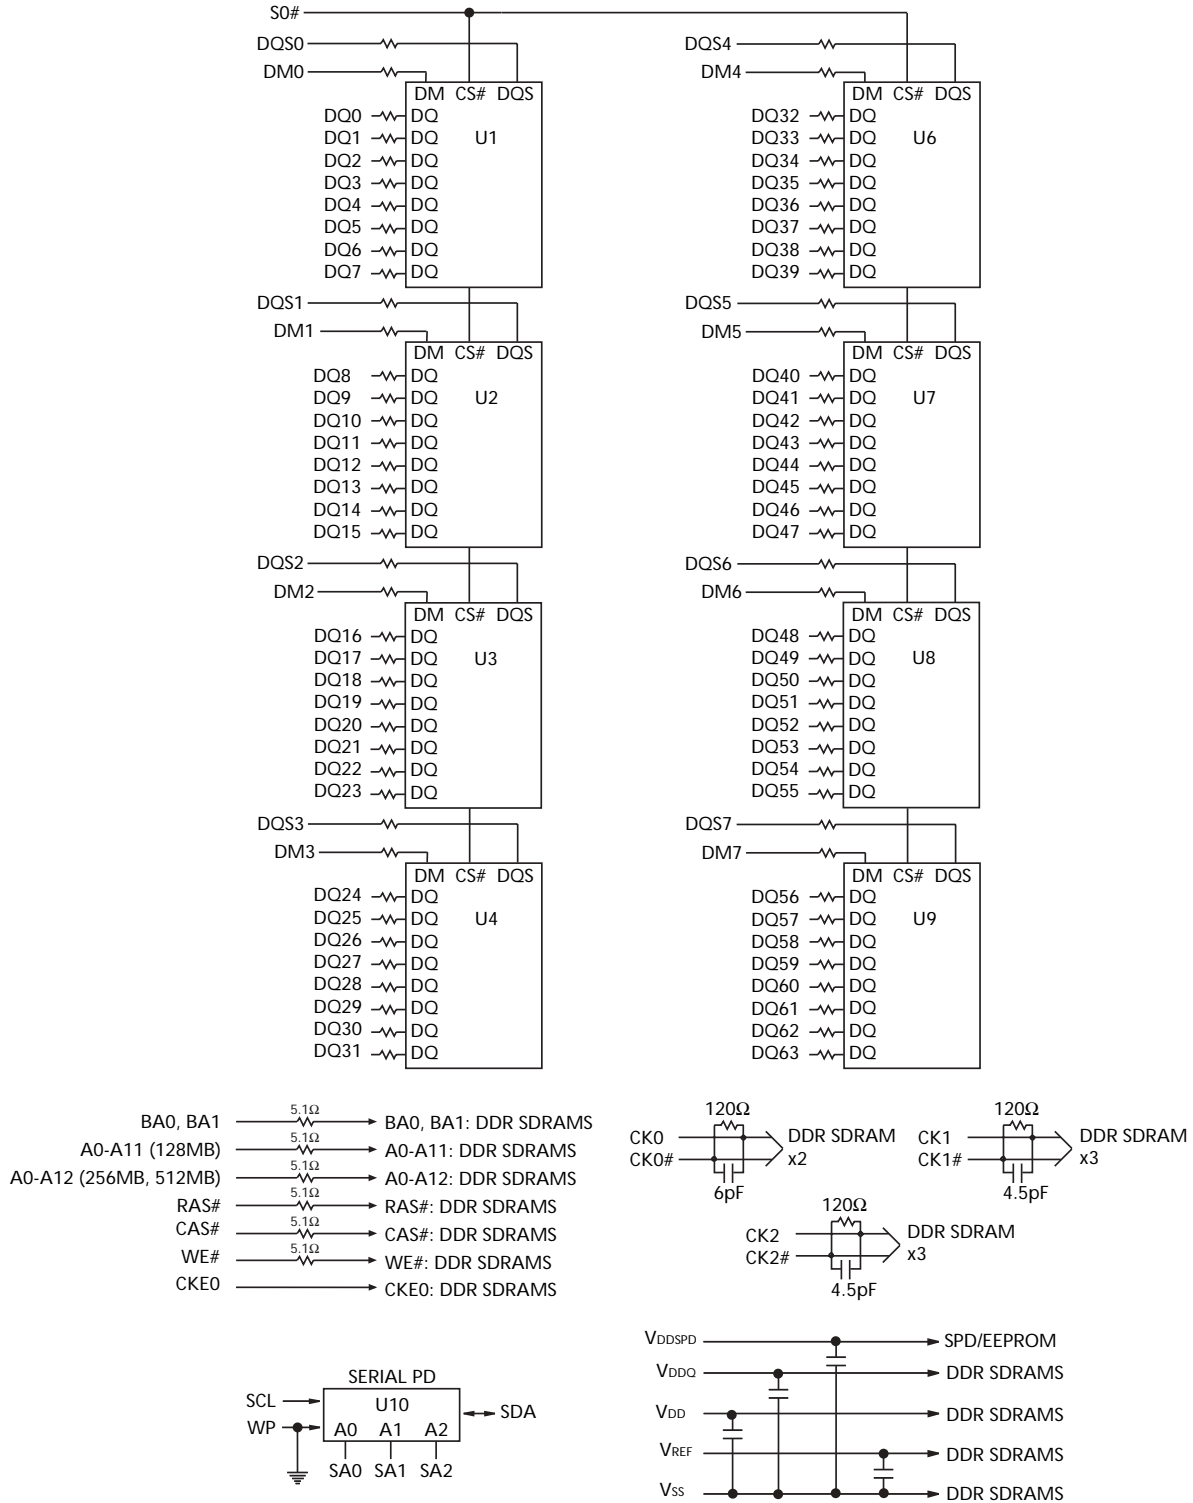 S0#
DQS0
DM0
DM CS# DQS
U1
DQ0 DQ
DQ1 DQ
DQ2 DQ
DQ3 DQ
DQ4 DQ
DQ5 DQ
DQ6 DQ
DQ7 DQ
DQS1
DM1
DM CS# DQS
U2
DQ8 DQ
DQ9 DQ
DQ10 DQ
DQ11 DQ
DQ12 DQ
DQ13 DQ
DQ14 DQ
DQ15 DQ
DQS2
DM2
DM CS# DQS
U3
DQ16 DQ
DQ17 DQ
DQ18 DQ
DQ19 DQ
DQ20 DQ
DQ21 DQ
DQ22 DQ
DQ23 DQ
DQS3
DM3
DM CS# DQS
U4
DQ24 DQ
DQ25 DQ
DQ26 DQ
DQ27 DQ
DQ28 DQ
DQ29 DQ
DQ30 DQ
DQ31 DQ
DQS4
DM4
DM CS# DQS
U6
DQ32 DQ
DQ33 DQ
DQ34 DQ
DQ35 DQ
DQ36 DQ
DQ37 DQ
DQ38 DQ
DQ39 DQ
DQS5
DM5
DM CS# DQS
U7
DQ40 DQ
DQ41 DQ
DQ42 DQ
DQ43 DQ
DQ44 DQ
DQ45 DQ
DQ46 DQ
DQ47 DQ
DQS6
DM6
DM CS# DQS
U8
DQ48 DQ
DQ49 DQ
DQ50 DQ
DQ51 DQ
DQ52 DQ
DQ53 DQ
DQ54 DQ
DQ55 DQ
DQS7
DM7
DM CS# DQS
U9
DQ56 DQ
DQ57 DQ
DQ58 DQ
DQ59 DQ
DQ60 DQ
DQ61 DQ
DQ62 DQ
DQ63 DQ
BA0, BA1 5.1Ω BA0, BA1: DDR SDRAMS
A0-A11 (128MB) 5.1Ω A0-A11: DDR SDRAMS
A0-A12 (256MB, 512MB) 5.1Ω A0-A12: DDR SDRAMS
RAS# 5.1Ω RAS#: DDR SDRAMS
CAS# 5.1Ω CAS#: DDR SDRAMS
WE# 5.1Ω WE#: DDR SDRAMS
CKE0 CKE0: DDR SDRAMS
120Ω
CK0 DDR SDRAM
CK0# x2
6pF
120Ω
CK1 DDR SDRAM
CK1# x3
4.5pF
120Ω
CK2 DDR SDRAM
CK2# x3
4.5pF
SERIAL PD
SCL U10 SDA
WP A0 A1 A2
SA0 SA1 SA2
VDDSPD SPD/EEPROM
VDDQ DDR SDRAMS
VDD DDR SDRAMS
VREF DDR SDRAMS
VSS DDR SDRAMS